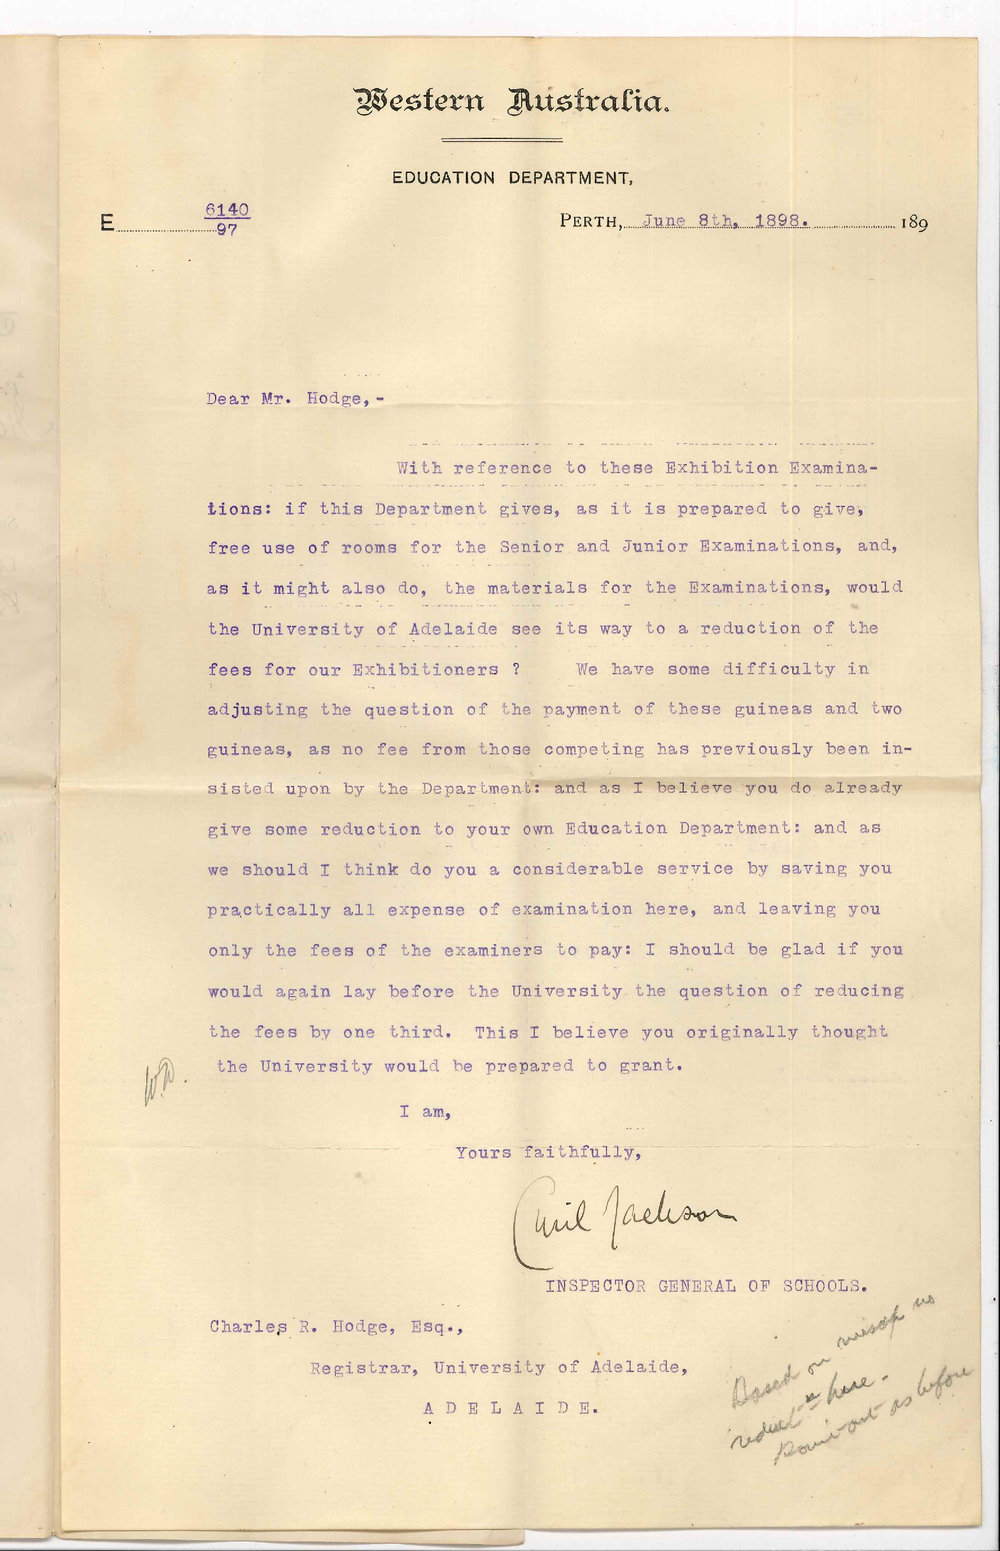 Western Australia.
EDUCATION DEPARTMENT,
E 6140
97
PERTH, June 8th, 1898. 189
Dear Mr. Hodge,-
With reference to these Exhibition Examina-
tions: if this Department gives, as it is prepared to give,
free use of rooms for the Senior and Junior Examinations, and,
as it might also do, the materials for the Examinations, would
the University of Adelaide see its way to a reduction of the
fees for our Exhibitioners ? We have some difficulty in
adjusting the question of the payment of these guineas and two
guineas, as no fee from those competing has previously been in-
sisted upon by the Department: and as I believe you do already
give some reduction to your own Education Department: and as
we should I think do you a considerable service by saving you
practically all expense of examination here, and leaving you
only the fees of the examiners to pay: I should be glad if you
would again lay before the University the question of reducing
the fees by one third. This I believe you originally thought
the University would be prepared to grant.
I am,
Yours faithfully,
Cyril Jackson
INSPECTOR GENERAL OF SCHOOLS.
Charles R. Hodge, Esq.,
Registrar, University of Adelaide,
A D E L A I D E.
Based on no
reductn here.
Point out as before